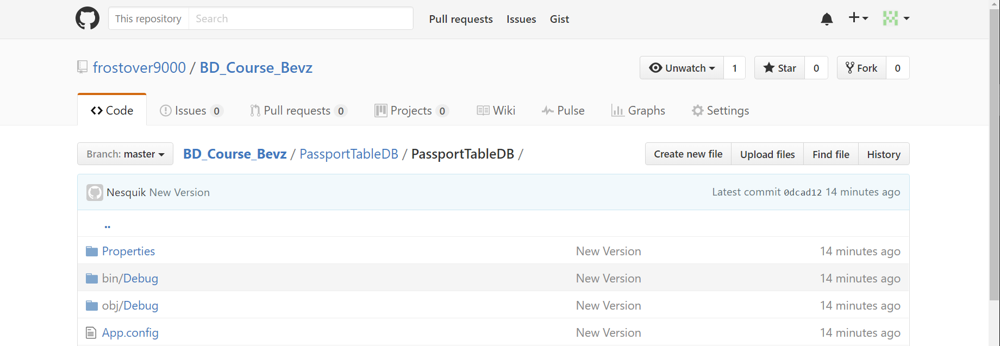 This repository Search Pull requests Issues Gist
frostover9000 / BD_Course_Bevz Unwatch 1 Star 0 Fork 0
Code Issues 0 Pull requests 0 Projects 0 Wiki Pulse Graphs Settings
Branch: master BD_Course_Bevz / PassportTableDB / PassportTableDB / Create new file Upload files Find file History
Nesquik New Version Latest commit 0dcad12 14 minutes ago
..
Properties New Version 14 minutes ago
bin/Debug New Version 14 minutes ago
obj/Debug New Version 14 minutes ago
App.config New Version 14 minutes ago